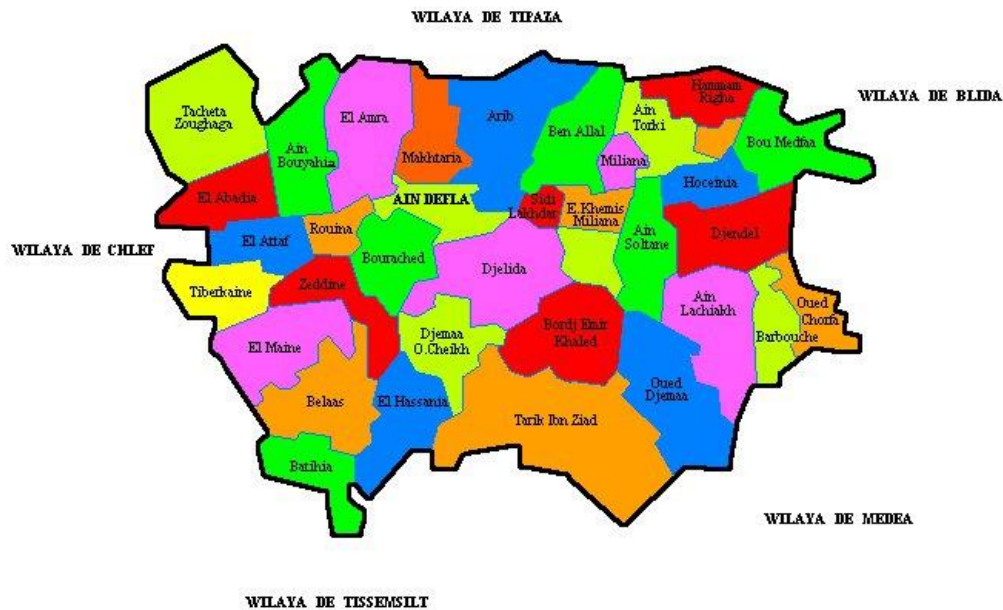 WILAYA DE TIPAZA
WILAYA DE BLIDA
Hammam
Righa
Tacheta
Zoughaga
El Amra
Arib
Ain
Torki
Ain
Bouyahia
Makhtaria
Ben Allal
Miliana
Bou Medfaa
Hoceinia
El Abadia
AIN DEFLA
Sidi
Lakhdar
E.Khemis
Miliana
WILAYA DE CHLEF
El Attaf
Rouina
Bourached
Ain
Soltane
Djendel
Djelida
Tiberkaine
Zeddine
Ain
Lachiakh
Oued
Chorfa
Djemaa
O.Cheikh
Bordj Emir
Khaled
Barbouche
El Maine
Oued
Djemaa
Belaas
El Hassania
Tarik Ibn Ziad
Batihia
WILAYA DE MEDEA
WILAYA DE TISSEMSILT